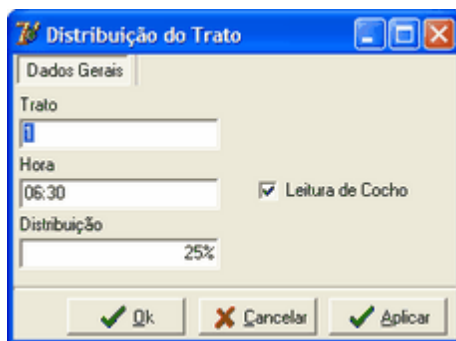 Distribuição do Trato
Dados Gerais
Trato
1
Hora
06:30
Leitura de Cocho
Distribuição
25%
Ok
Cancelar
Aplicar